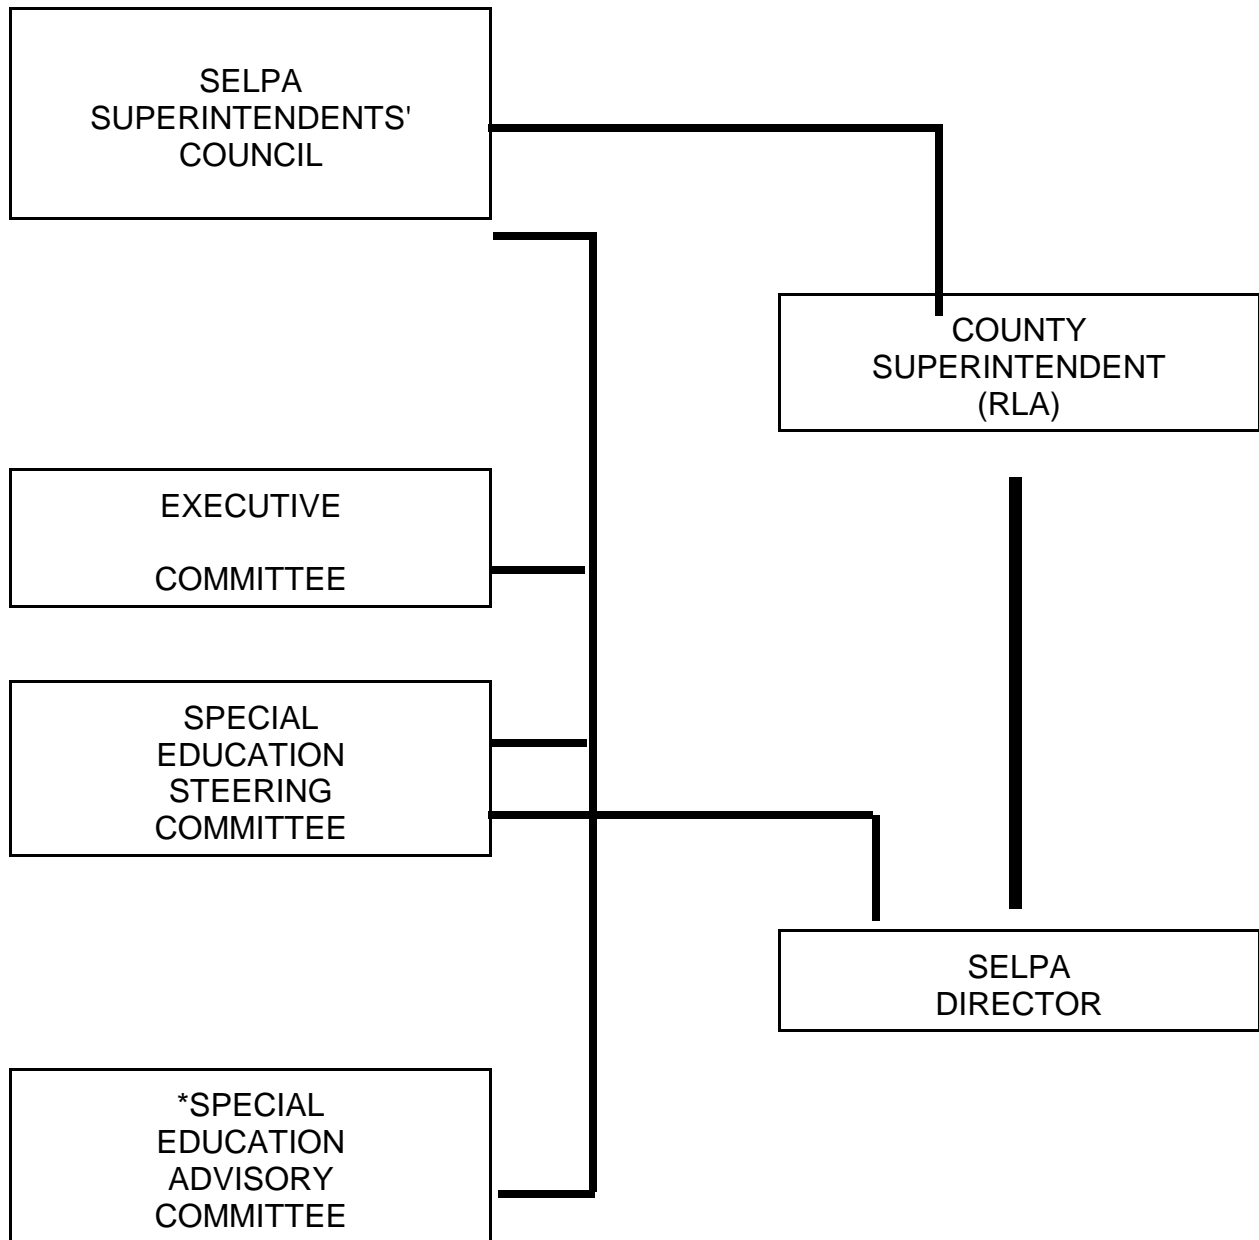 SELPA
SUPERINTENDENTS'
COUNCIL
COUNTY
SUPERINTENDENT
(RLA)
EXECUTIVE
COMMITTEE
SPECIAL
EDUCATION
STEERING
COMMITTEE
SELPA
DIRECTOR
*SPECIAL
EDUCATION
ADVISORY
COMMITTEE